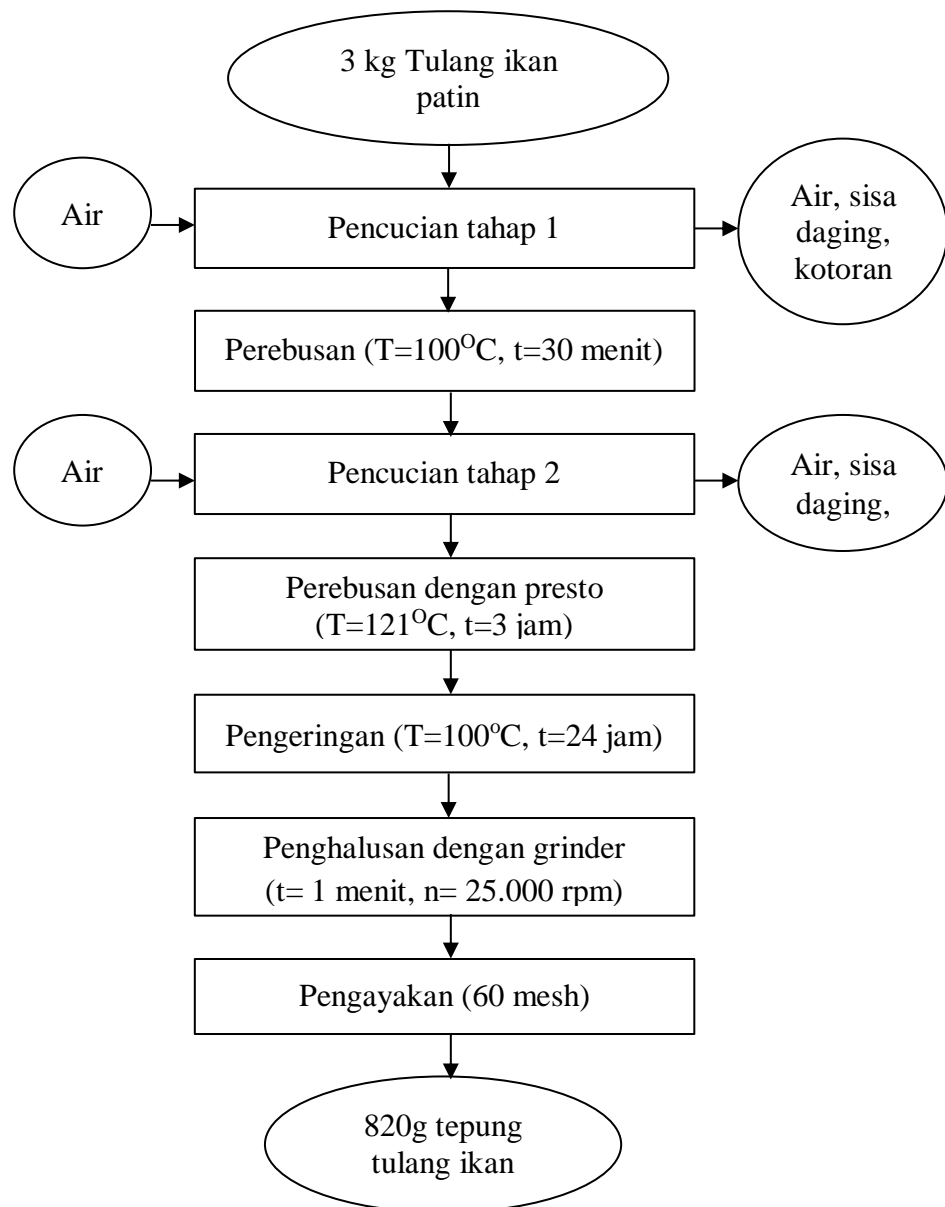 3 kg Tulang ikan
patin
Air
Pencucian tahap 1
Air, sisa
daging,
kotoran
Perebusan (T=100ᴼC, t=30 menit)
Air
Pencucian tahap 2
Air, sisa
daging,
Perebusan dengan presto
(T=121ᴼC, t=3 jam)
Pengeringan (T=100ᵒC, t=24 jam)
Penghalusan dengan grinder
(t= 1 menit, n= 25.000 rpm)
Pengayakan (60 mesh)
820g tepung
tulang ikan